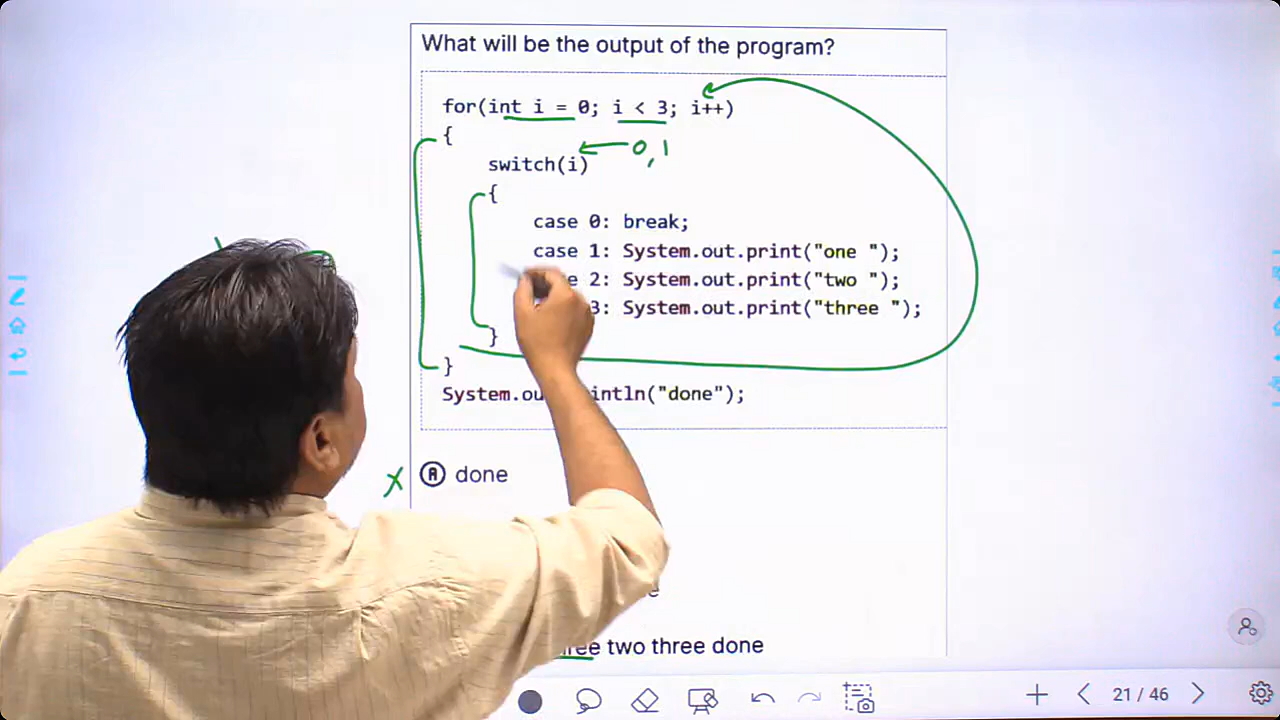 What will be the output of the program?
for(int i = 0; i < 3; i++)
{
switch(i) 0, 1
{
case 0: break;
case 1: System.out.print("one ");
2: System.out.print("two ");
3: System.out.print("three ");
}
}
System.out println("done");
X A done
two three done
21 / 46